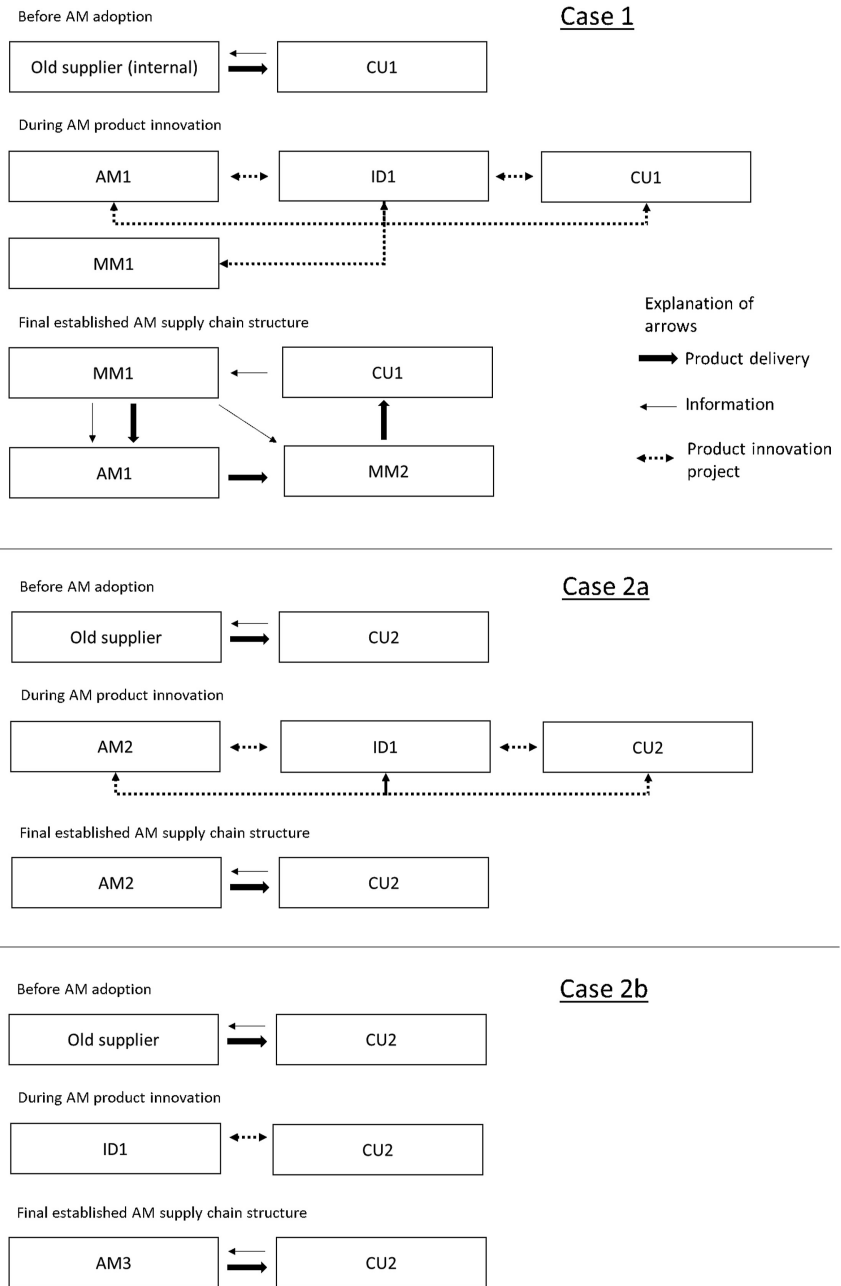 Before AM adoption
Case 1
Old supplier (internal)
CU1
During AM product innovation
AM1
ID1
CU1
MM1
Explanation of
arrows
Product delivery
Information
Product innovation
project
Final established AM supply chain structure
MM1
CU1
AM1
MM2
Before AM adoption
Case 2a
Old supplier
CU2
During AM product innovation
AM2
ID1
CU2
Final established AM supply chain structure
AM2
CU2
Before AM adoption
Case 2b
Old supplier
CU2
During AM product innovation
ID1
CU2
Final established AM supply chain structure
AM3
CU2